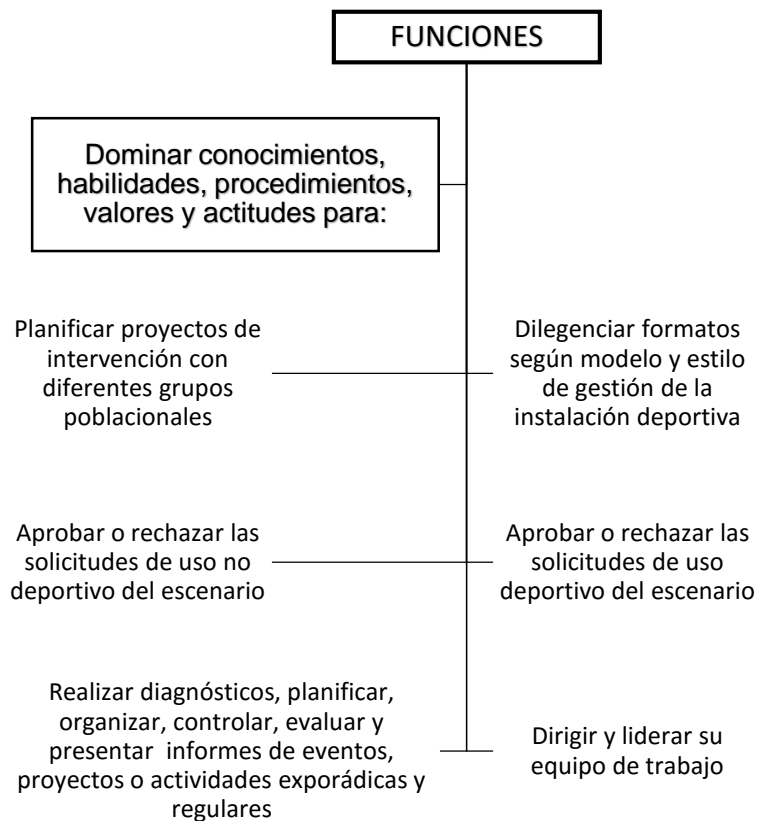 FUNCIONES
Dominar conocimientos,
habilidades, procedimientos,
valores y actitudes para:
Planificar proyectos de
intervención con
diferentes grupos
poblacionales
Dilegenciar formatos
según modelo y estilo
de gestión de la
instalación deportiva
Aprobar o rechazar las
solicitudes de uso no
deportivo del escenario
Aprobar o rechazar las
solicitudes de uso
deportivo del escenario
Realizar diagnósticos, planificar,
organizar, controlar, evaluar y
presentar informes de eventos,
proyectos o actividades exporádicas y
regulares
Dirigir y liderar su
equipo de trabajo